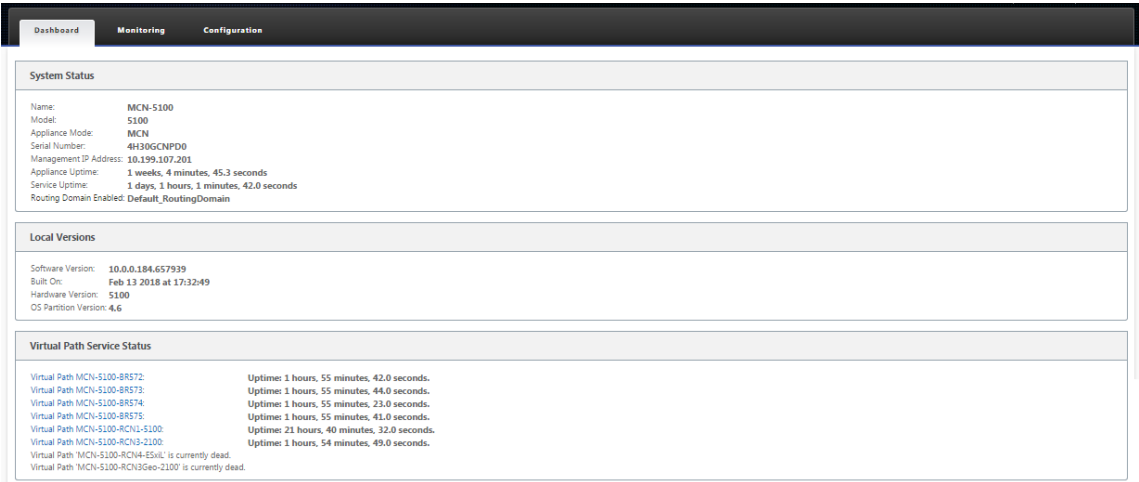 Dashboard Monitoring Configuration
System Status
Name: MCN-5100
Model: 5100
Appliance Mode: MCN
Serial Number: 4H30GCNPD0
Management IP Address: 10.199.107.201
Appliance Uptime: 1 weeks, 4 minutes, 45.3 seconds
Service Uptime: 1 days, 1 hours, 1 minutes, 42.0 seconds
Routing Domain Enabled: Default_RoutingDomain
Local Versions
Software Version: 10.0.0.184.657939
Built On: Feb 13 2018 at 17:32:49
Hardware Version: 5100
OS Partition Version: 4.6
Virtual Path Service Status
Virtual Path MCN-5100-BR572: Uptime: 1 hours, 55 minutes, 42.0 seconds.
Virtual Path MCN-5100-BR573: Uptime: 1 hours, 55 minutes, 44.0 seconds.
Virtual Path MCN-5100-BR574: Uptime: 1 hours, 55 minutes, 23.0 seconds.
Virtual Path MCN-5100-BR575: Uptime: 1 hours, 55 minutes, 41.0 seconds.
Virtual Path MCN-5100-RCN1-5100: Uptime: 21 hours, 40 minutes, 32.0 seconds.
Virtual Path MCN-5100-RCN3-2100: Uptime: 1 hours, 54 minutes, 49.0 seconds.
Virtual Path 'MCN-5100-RCN4-ESxiL' is currently dead.
Virtual Path 'MCN-5100-RCN3Geo-2100' is currently dead.